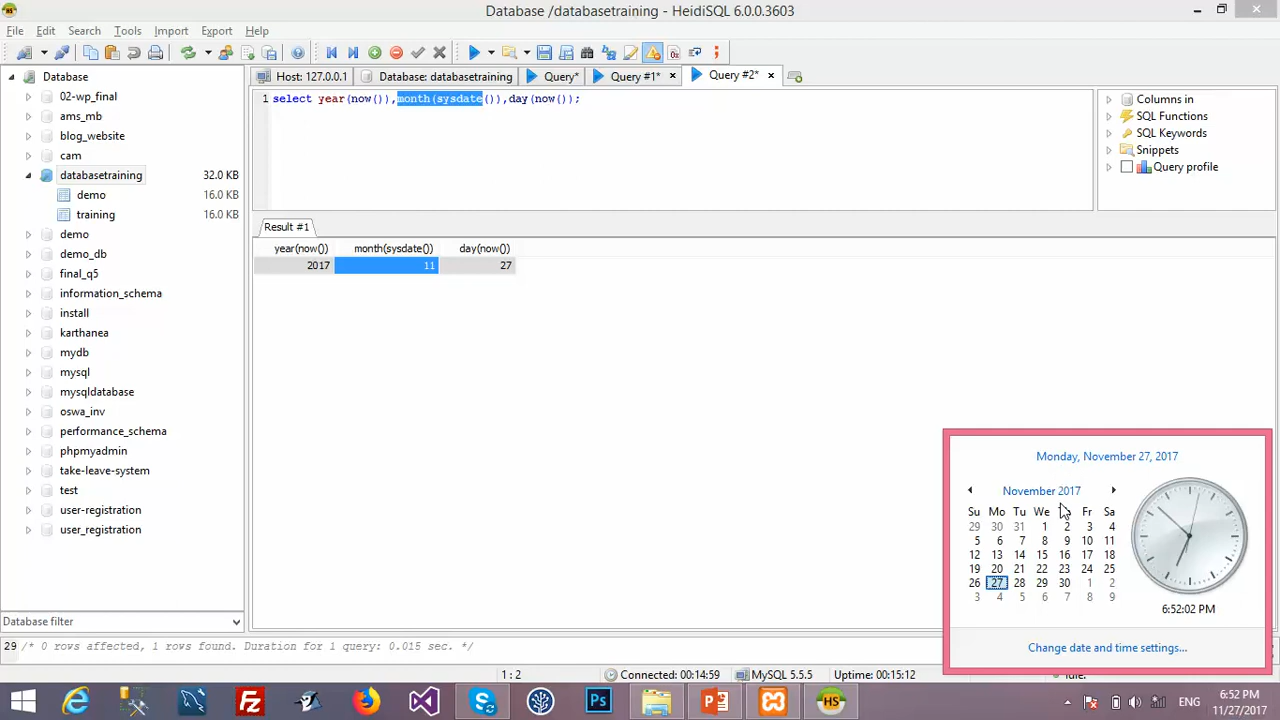 Database /databasetraining - HeidiSQL 6.0.0.3603
File Edit Search Tools Import Export Help
Database
02-wp_final
ams_mb
blog_website
cam
databasetraining 32.0 KB
demo 16.0 KB
training 16.0 KB
demo
demo_db
final_q5
information_schema
install
karthanea
mydb
mysql
mysqldatabase
oswa_inv
performance_schema
phpmyadmin
take-leave-system
test
user-registration
user_registration
Database filter
Host: 127.0.0.1 Database: databasetraining Query* Query #1* Query #2*
1 select year(now()),month(sysdate()),day(now());
Columns in
SQL Functions
SQL Keywords
Snippets
Query profile
Result #1
year(now()) month(sysdate()) day(now())
2017 11 27
Monday, November 27, 2017
November 2017
Su Mo Tu We Fr Sa
29 30 31 1 2 3 4
5 6 7 8 9 10 11
12 13 14 15 16 17 18
19 20 21 22 23 24 25
26 27 28 29 30 1 2
3 4 5 6 7 8 9
6:52:02 PM
Change date and time settings...
29 /* 0 rows affected, 1 rows found. Duration for 1 query: 0.015 sec. */
1 : 2 Connected: 00:14:59 MySQL 5.5.5 Uptime: 00:15:12 Idle.
ENG
6:52 PM
11/27/2017